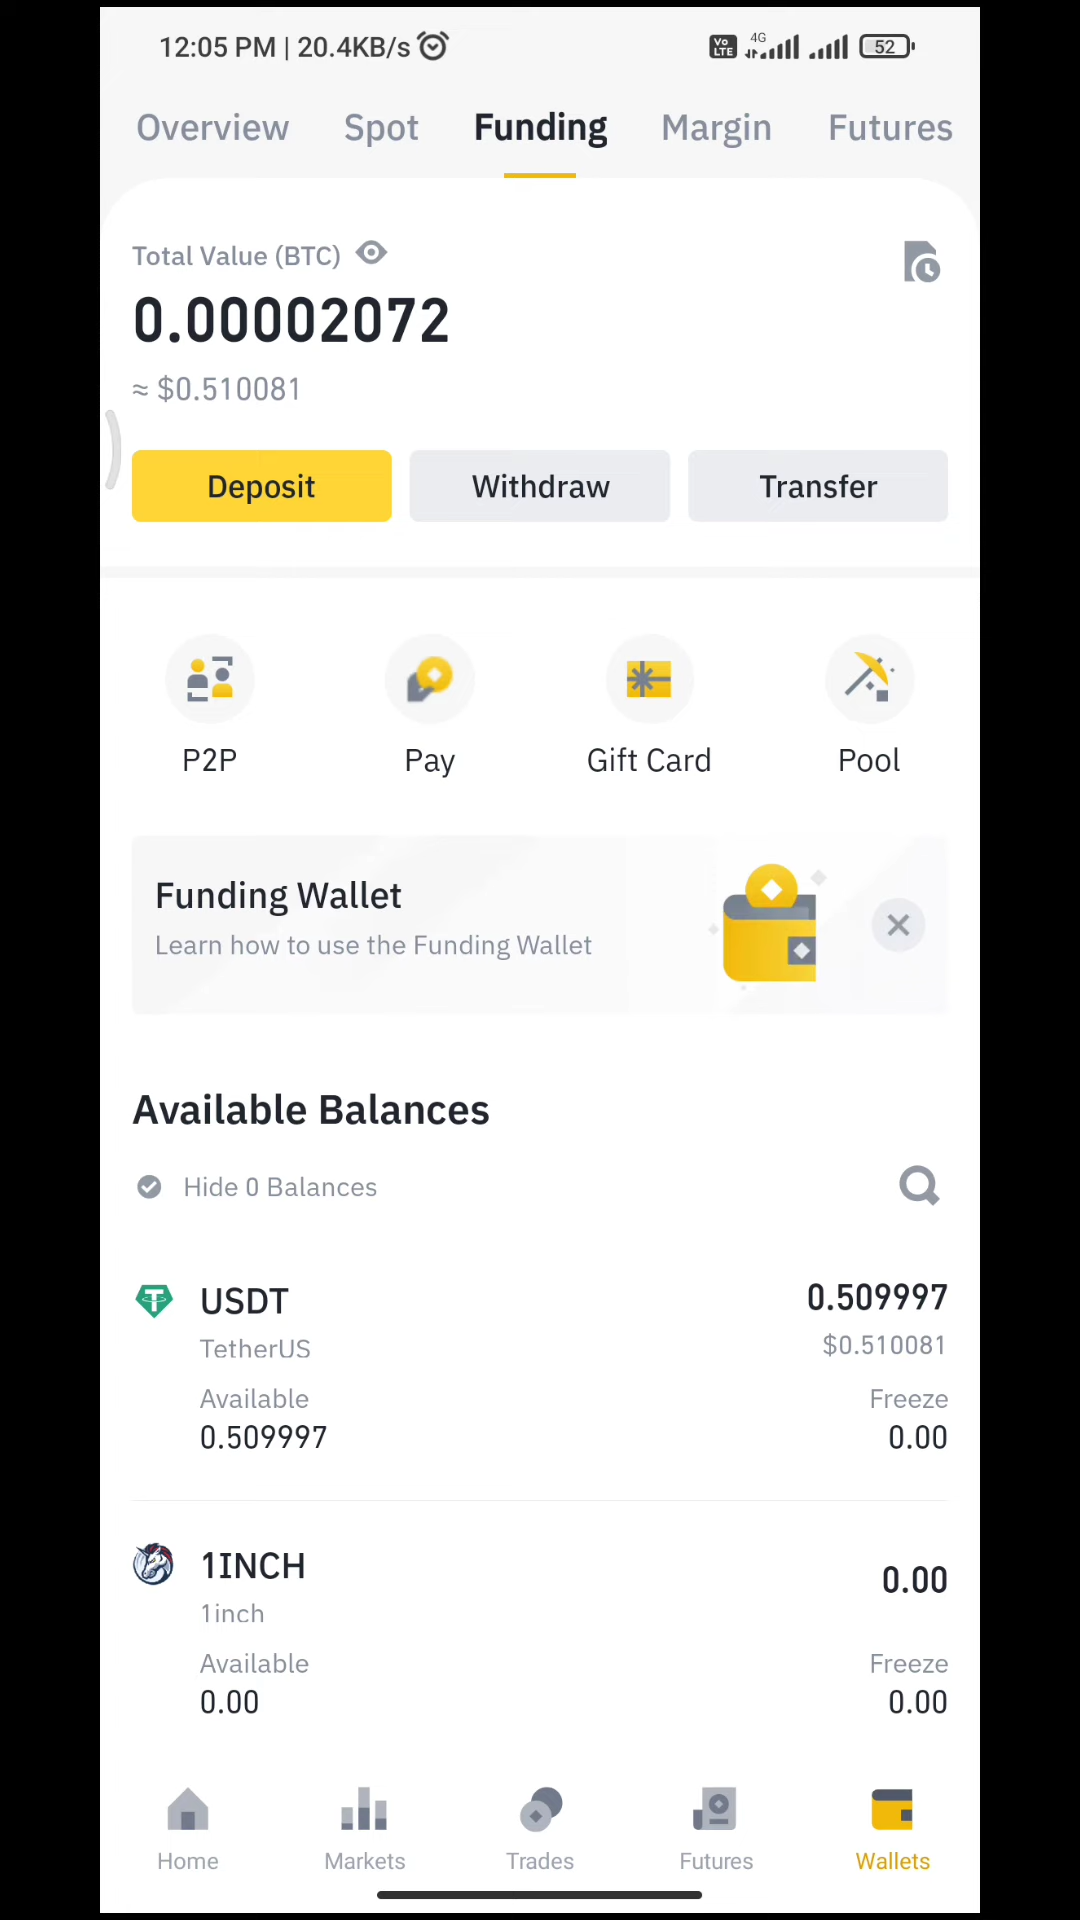 12:05 PM | 20.4KB/s Vo LTE 4G 52
Overview Spot Funding Margin Futures
Total Value (BTC)
0.00002072
≈ $0.510081
Deposit Withdraw Transfer
P2P Pay Gift Card Pool
Funding Wallet
Learn how to use the Funding Wallet
Available Balances
Hide 0 Balances
USDT 0.509997
TetherUS $0.510081
Available Freeze
0.509997 0.00
1INCH 0.00
1inch
Available Freeze
0.00 0.00
Home Markets Trades Futures Wallets